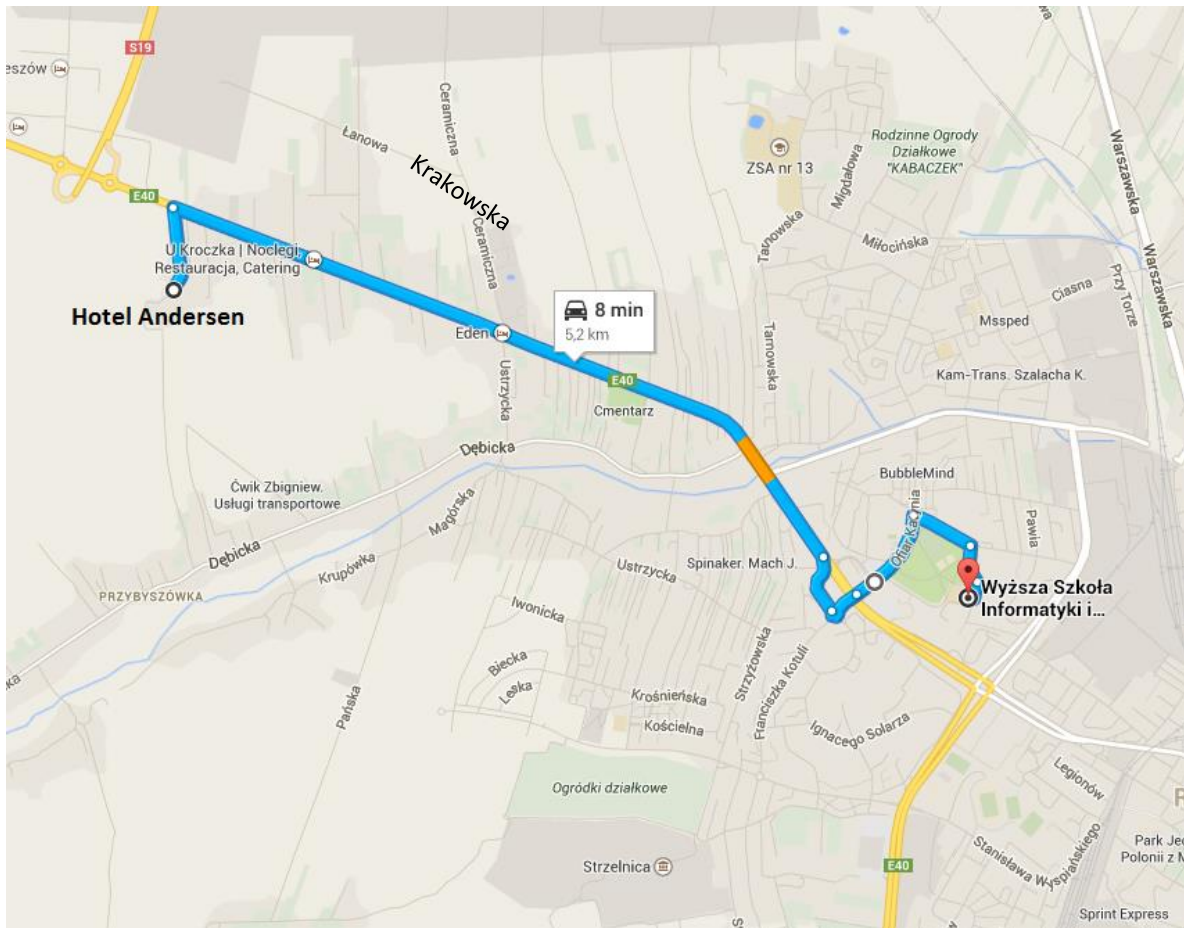 S19
eszów
Ceramiczna
Łanowa
Krakowska
Ceramiczna
Rodzinne Ogrody
Działkowe
"KABACZEK"
ZSA nr 13
Migdałowa
Warszawska
Warszawska
E40
Tarnowska
Miłocińska
Przy Torze
Ciasna
U Kroczka | Noclegi,
Restauracja, Catering
Hotel Andersen
8 min
5,2 km
Mssped
Eden
Tarnowska
Ustrzycka
E40
Kam-Trans. Szalacha K.
Cmentarz
Dębicka
BubbleMind
Ćwik Zbigniew.
Usługi transportowe
Magórska
Ofiar Katynia
Pawia
Dębicka
Krupówka
Ustrzycka
Spinaker. Mach J.
Wyższa Szkoła
Informatyki i...
PRZYBYSZÓWKA
Iwonicka
Biecka
Leska
Strzyżowska
Franciszka Kotuli
Krośnieńska
Kościelna
Pańska
Ignacego Solarza
Ogródki działkowe
Legionów
R
Stanisława Wyspiańskiego
Park Jed
Polonii z M
Strzelnica
E40
Sprint Express